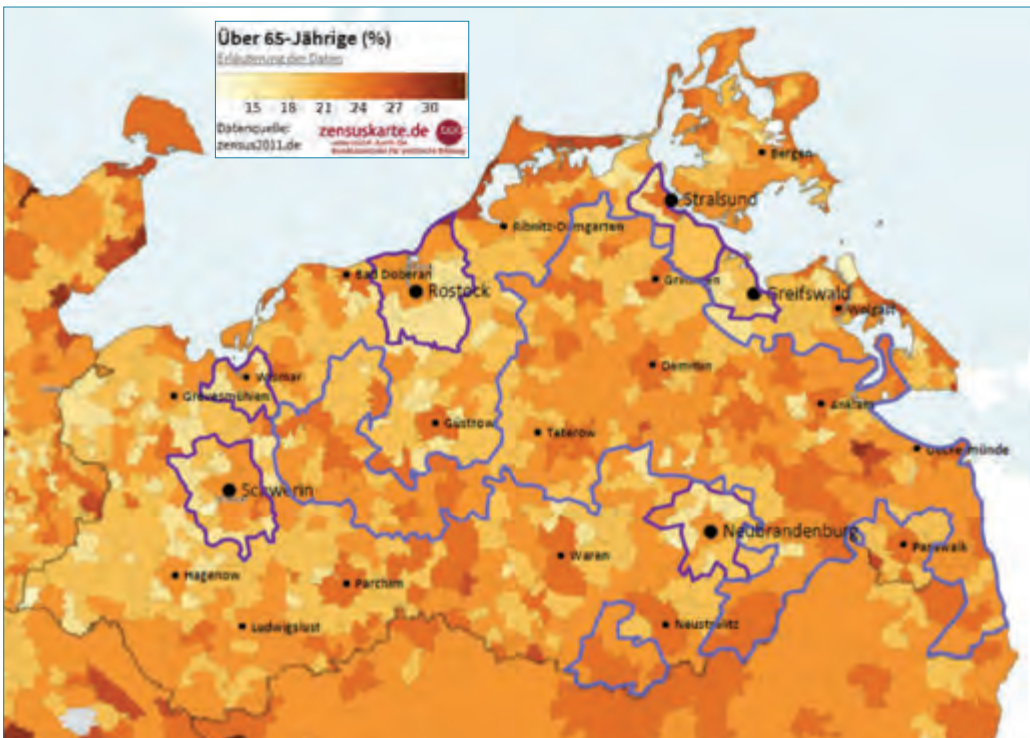 Über 65-Jährige (%)
Erläuterung der Daten
15 18 21 24 27 30
Datenquelle:
zensus2011.de
zensuskarte.de
Bergen
Stralsund
Ribnitz-Damgarten
Bad Doberan
Rostock
Grimmen
Greifswald
Wolgast
Wismar
Demmin
Grevesmühlen
Anklam
Güstrow
Teterow
Schwerin
Neubrandenburg
Pasewalk
Waren
Hagenow
Parchim
Ludwigslust
Neustrelitz